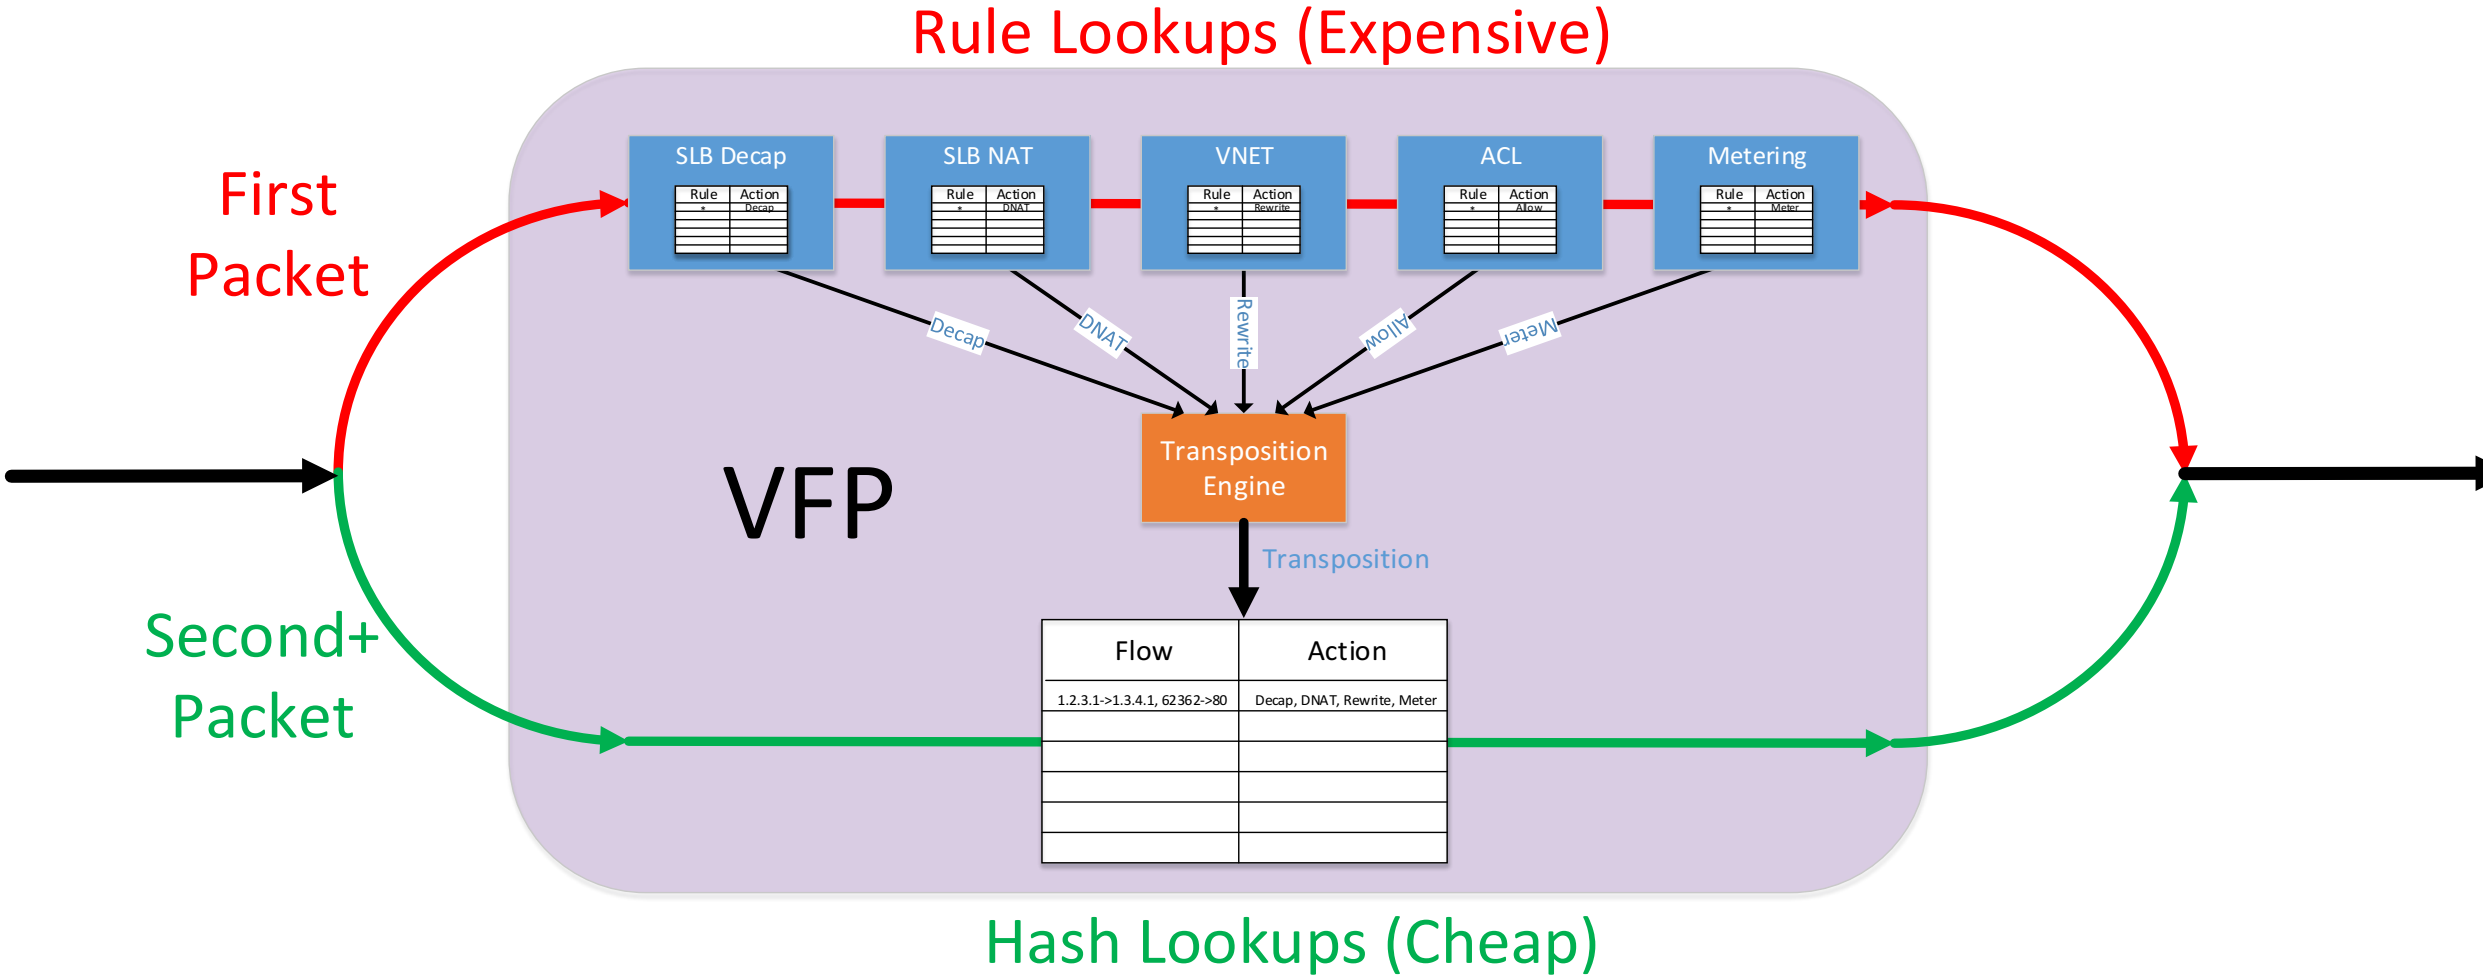 Rule Lookups (Expensive)
First
Packet
SLB Decap
Rule Action
* Decap
SLB NAT
Rule Action
* DNAT
VNET
Rule Action
* Rewrite
ACL
Rule Action
* Allow
Metering
Rule Action
* Meter
Decap
DNAT
Rewrite
Allow
Meter
Transposition
Engine
VFP
Transposition
Second+
Packet
Flow Action
1.2.3.1->1.3.4.1, 62362->80 Decap, DNAT, Rewrite, Meter
Hash Lookups (Cheap)